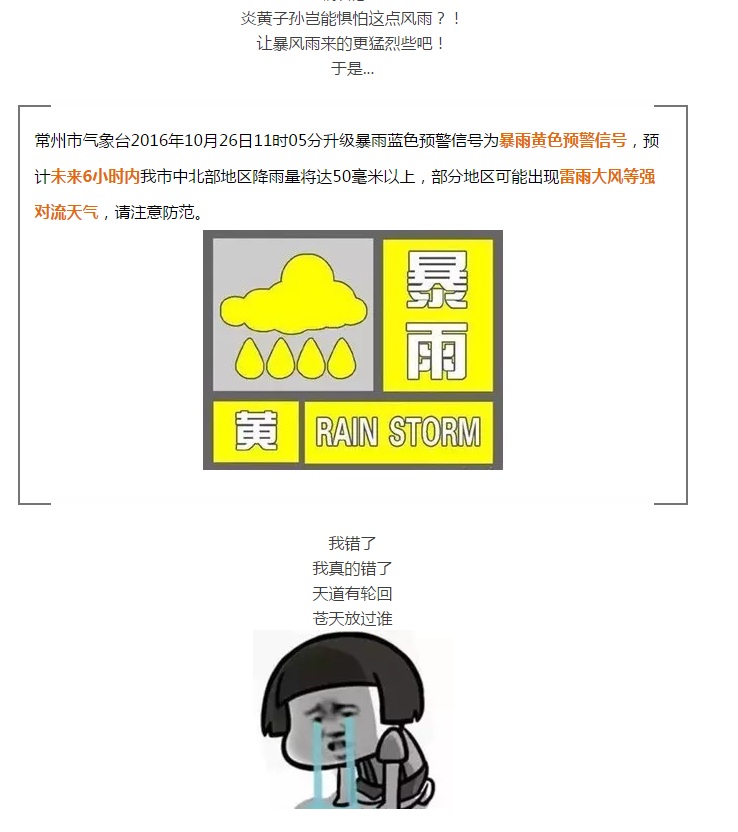 炎黄子孙岂能惧怕这点风雨？！
让暴风雨来的更猛烈些吧！
于是...
常州市气象台2016年10月26日11时05分升级暴雨蓝色预警信号为暴雨黄色预警信号，预
计未来6小时内我市中北部地区降雨量将达50毫米以上，部分地区可能出现雷雨大风等强
对流天气，请注意防范。
暴
雨
黄
RAIN STORM
我错了
我真的错了
天道有轮回
苍天放过谁